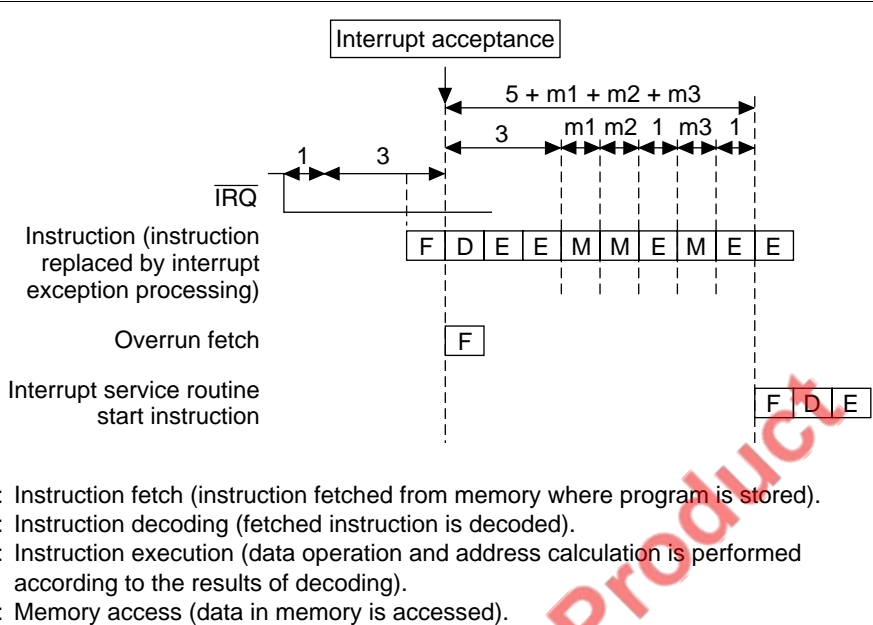 Interrupt acceptance
5 + m1 + m2 + m3
3 m1 m2 1 m3 1
1 3
IRQ
Instruction (instruction
replaced by interrupt
exception processing)
F D E E M M E M E E
Overrun fetch
F
Interrupt service routine
start instruction
F D E
: Instruction fetch (instruction fetched from memory where program is stored).
: Instruction decoding (fetched instruction is decoded).
: Instruction execution (data operation and address calculation is performed
according to the results of decoding).
: Memory access (data in memory is accessed).
Product